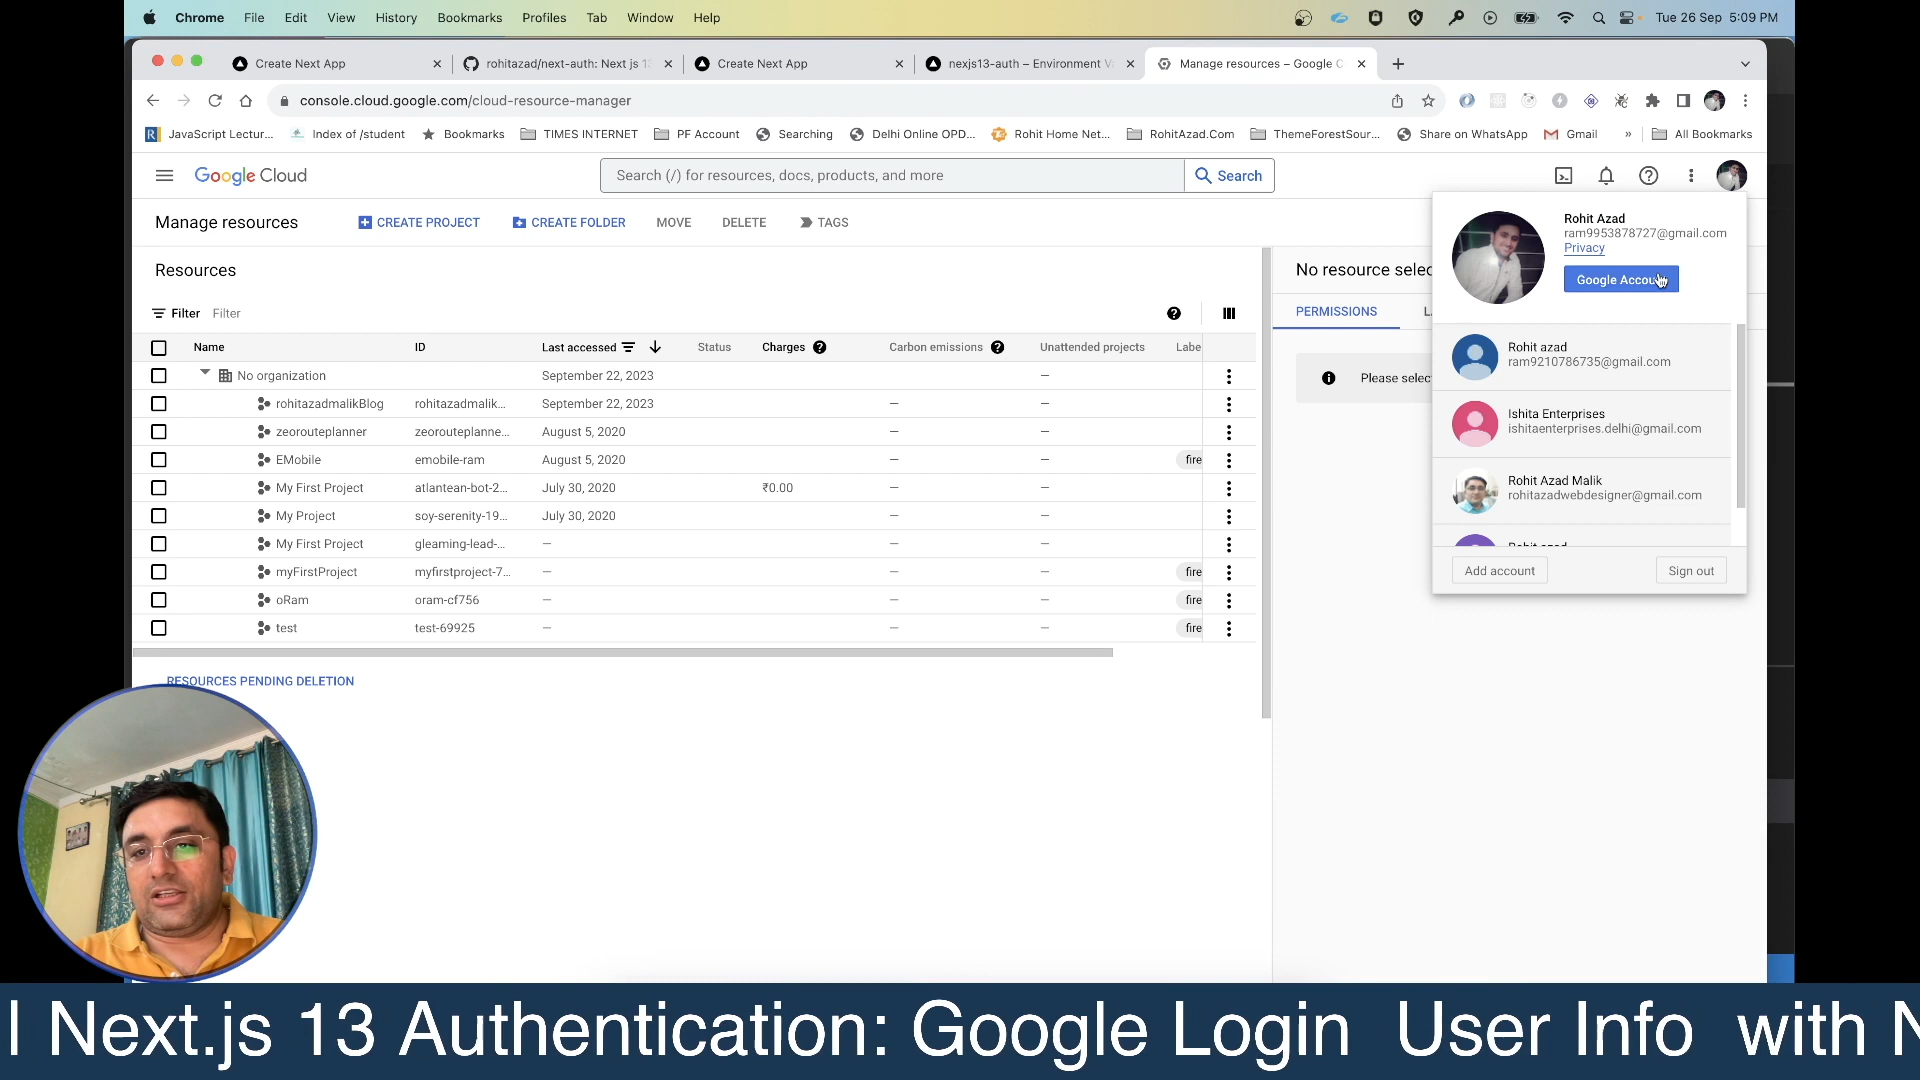 Chrome File Edit View History Bookmarks Profiles Tab Window Help Tue 26 Sep 5:09 PM
Create Next App rohitazad/next-auth: Next js 13 Create Next App nexjs13-auth – Environment V Manage resources – Google C
console.cloud.google.com/cloud-resource-manager
R JavaScript Lectur... Index of /student Bookmarks TIMES INTERNET PF Account Searching Delhi Online OPD... Rohit Home Net... RohitAzad.Com ThemeForestSour... Share on WhatsApp Gmail » All Bookmarks
Google Cloud Search (/) for resources, docs, products, and more Search
Manage resources CREATE PROJECT CREATE FOLDER MOVE DELETE TAGS
Resources
Filter Filter
Name ID Last accessed Status Charges Carbon emissions Unattended projects Labe
No organization September 22, 2023 –
rohitazadmalikBlog rohitazadmalik... September 22, 2023 – –
zeorouteplanner zeorouteplanne... August 5, 2020 – –
EMobile emobile-ram August 5, 2020 – – fire
My First Project atlantean-bot-2... July 30, 2020 ₹0.00 – –
My Project soy-serenity-19... July 30, 2020 – –
My First Project gleaming-lead-... – – –
myFirstProject myfirstproject-7... – – – fire
oRam oram-cf756 – – – fire
test test-69925 – – – fire
RESOURCES PENDING DELETION
No resource selec
PERMISSIONS L
Please selec
Rohit Azad
ram9953878727@gmail.com
Privacy
Google Accou
Rohit azad
ram9210786735@gmail.com
Ishita Enterprises
ishitaenterprises.delhi@gmail.com
Rohit Azad Malik
rohitazadwebdesigner@gmail.com
Rohit azad
Add account Sign out
l Next.js 13 Authentication: Google Login User Info with N